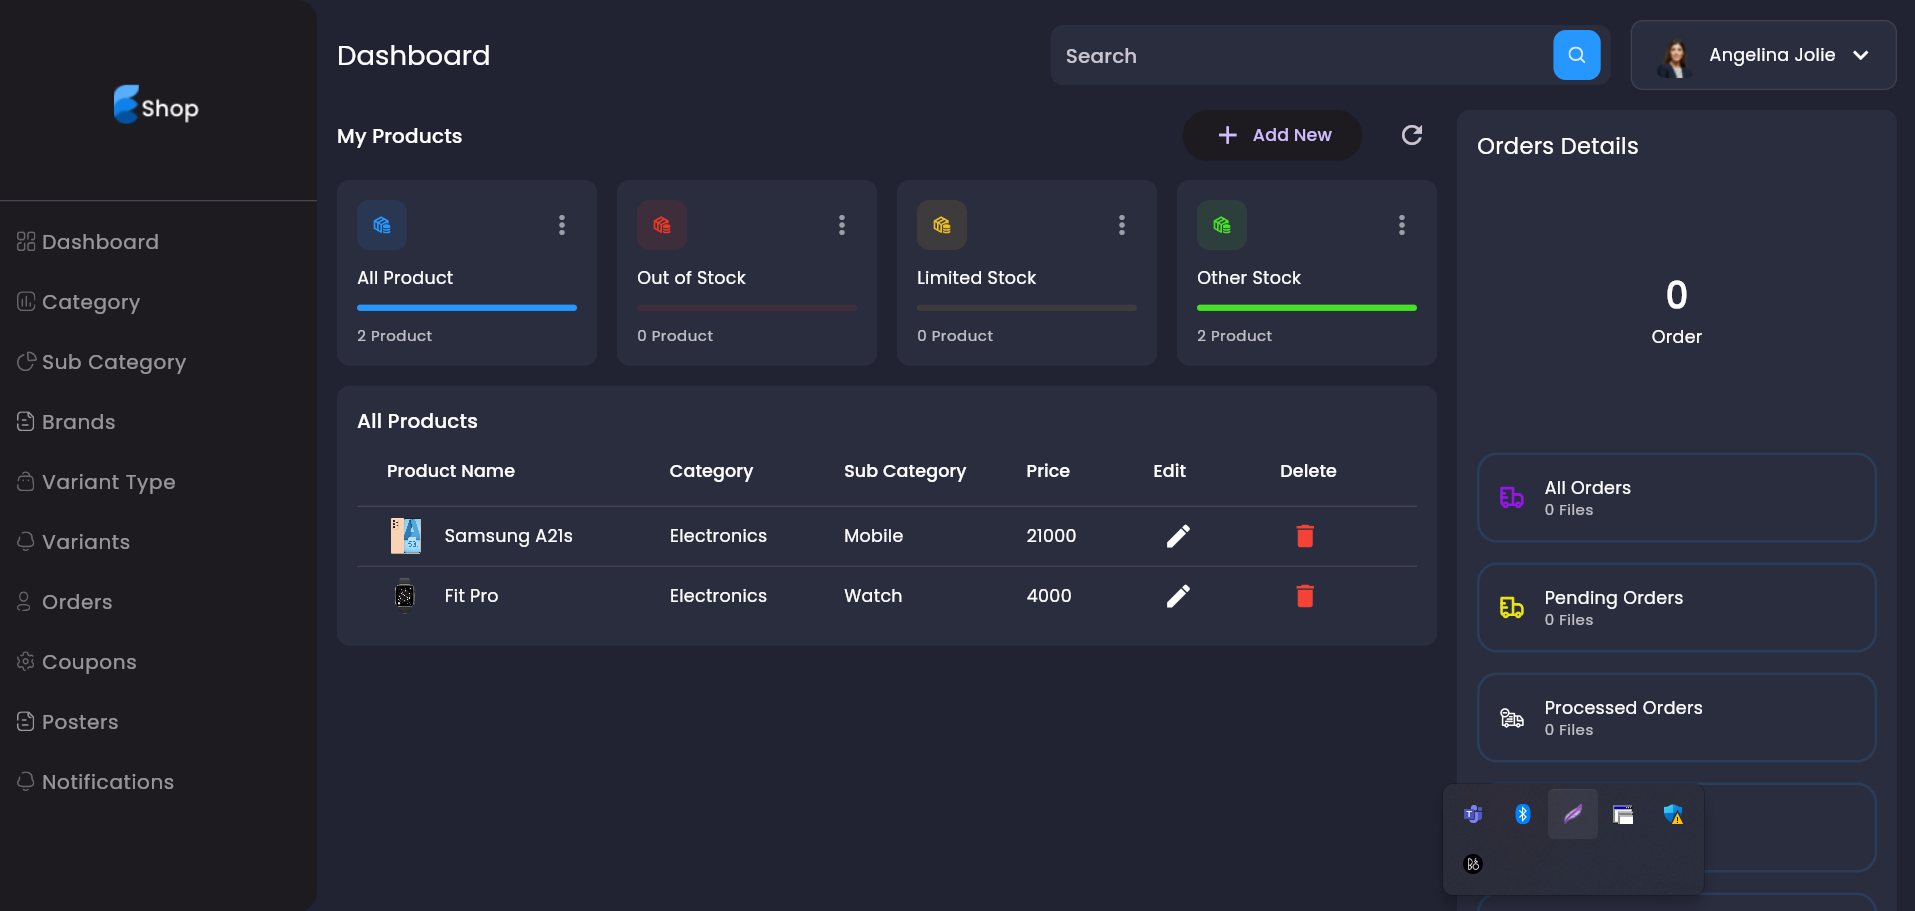 Shop
Dashboard
Category
Sub Category
Brands
Variant Type
Variants
Orders
Coupons
Posters
Notifications
Dashboard
Search
Angelina Jolie
My Products
Add New
All Product
2 Product
Out of Stock
0 Product
Limited Stock
0 Product
Other Stock
2 Product
All Products
Product Name Category Sub Category Price Edit Delete
Samsung A21s Electronics Mobile 21000
Fit Pro Electronics Watch 4000
Orders Details
0
Order
All Orders
0 Files
Pending Orders
0 Files
Processed Orders
0 Files